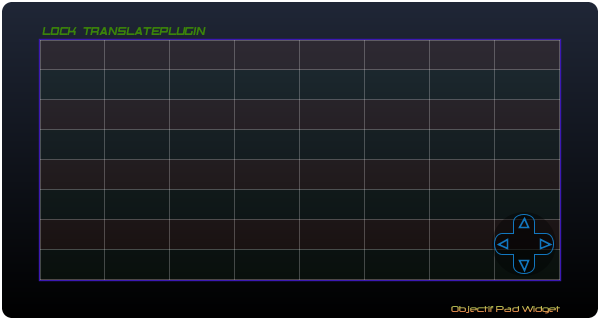 LOCK TRANSLATEPLUGIN
Objectif Pad Widget